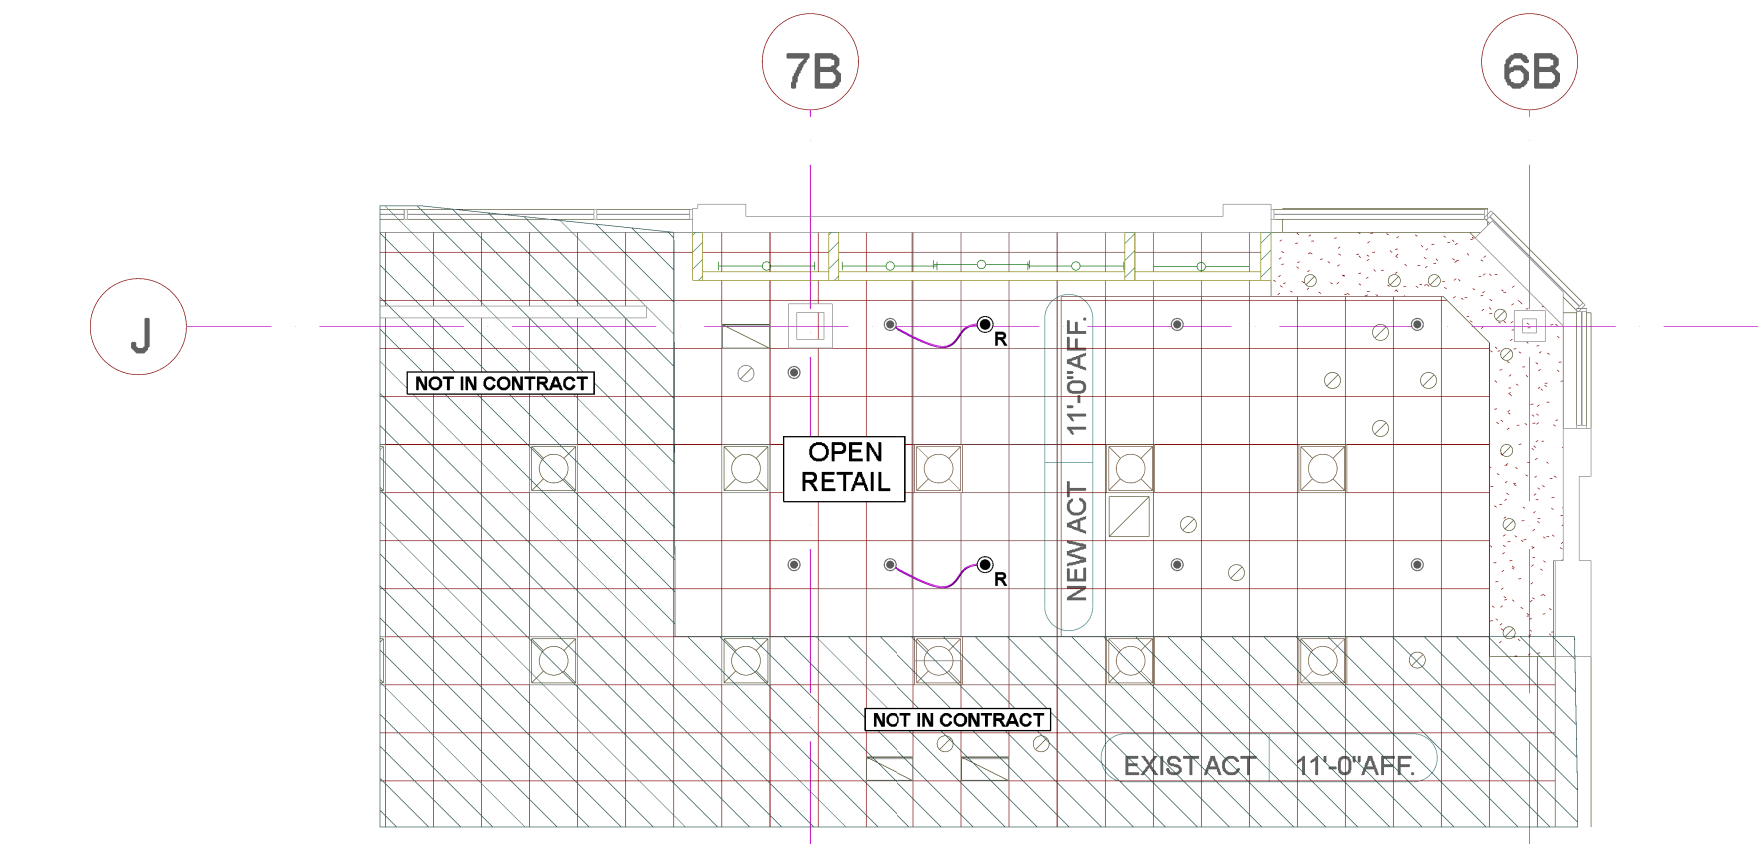 7B
6B
J
R
11'-0"AFF.
NEW ACT
NOT IN CONTRACT
OPEN
RETAIL
R
NOT IN CONTRACT
EXIST ACT 11'-0"AFF.